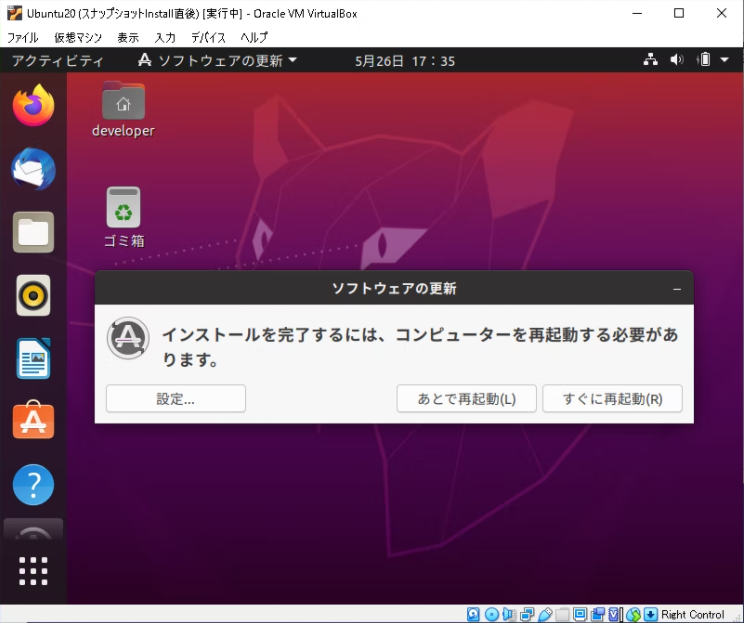 Ubuntu20 (スナップショットInstall直後) [実行中] - Oracle VM VirtualBox
ファイル 仮想マシン 表示 入力 デバイス ヘルプ
アクティビティ ソフトウェアの更新 5月26日 17：35
developer
ゴミ箱
ソフトウェアの更新
インストールを完了するには、コンピューターを再起動する必要があ
ります。
設定... あとで再起動(L) すぐに再起動(R)
Right Control